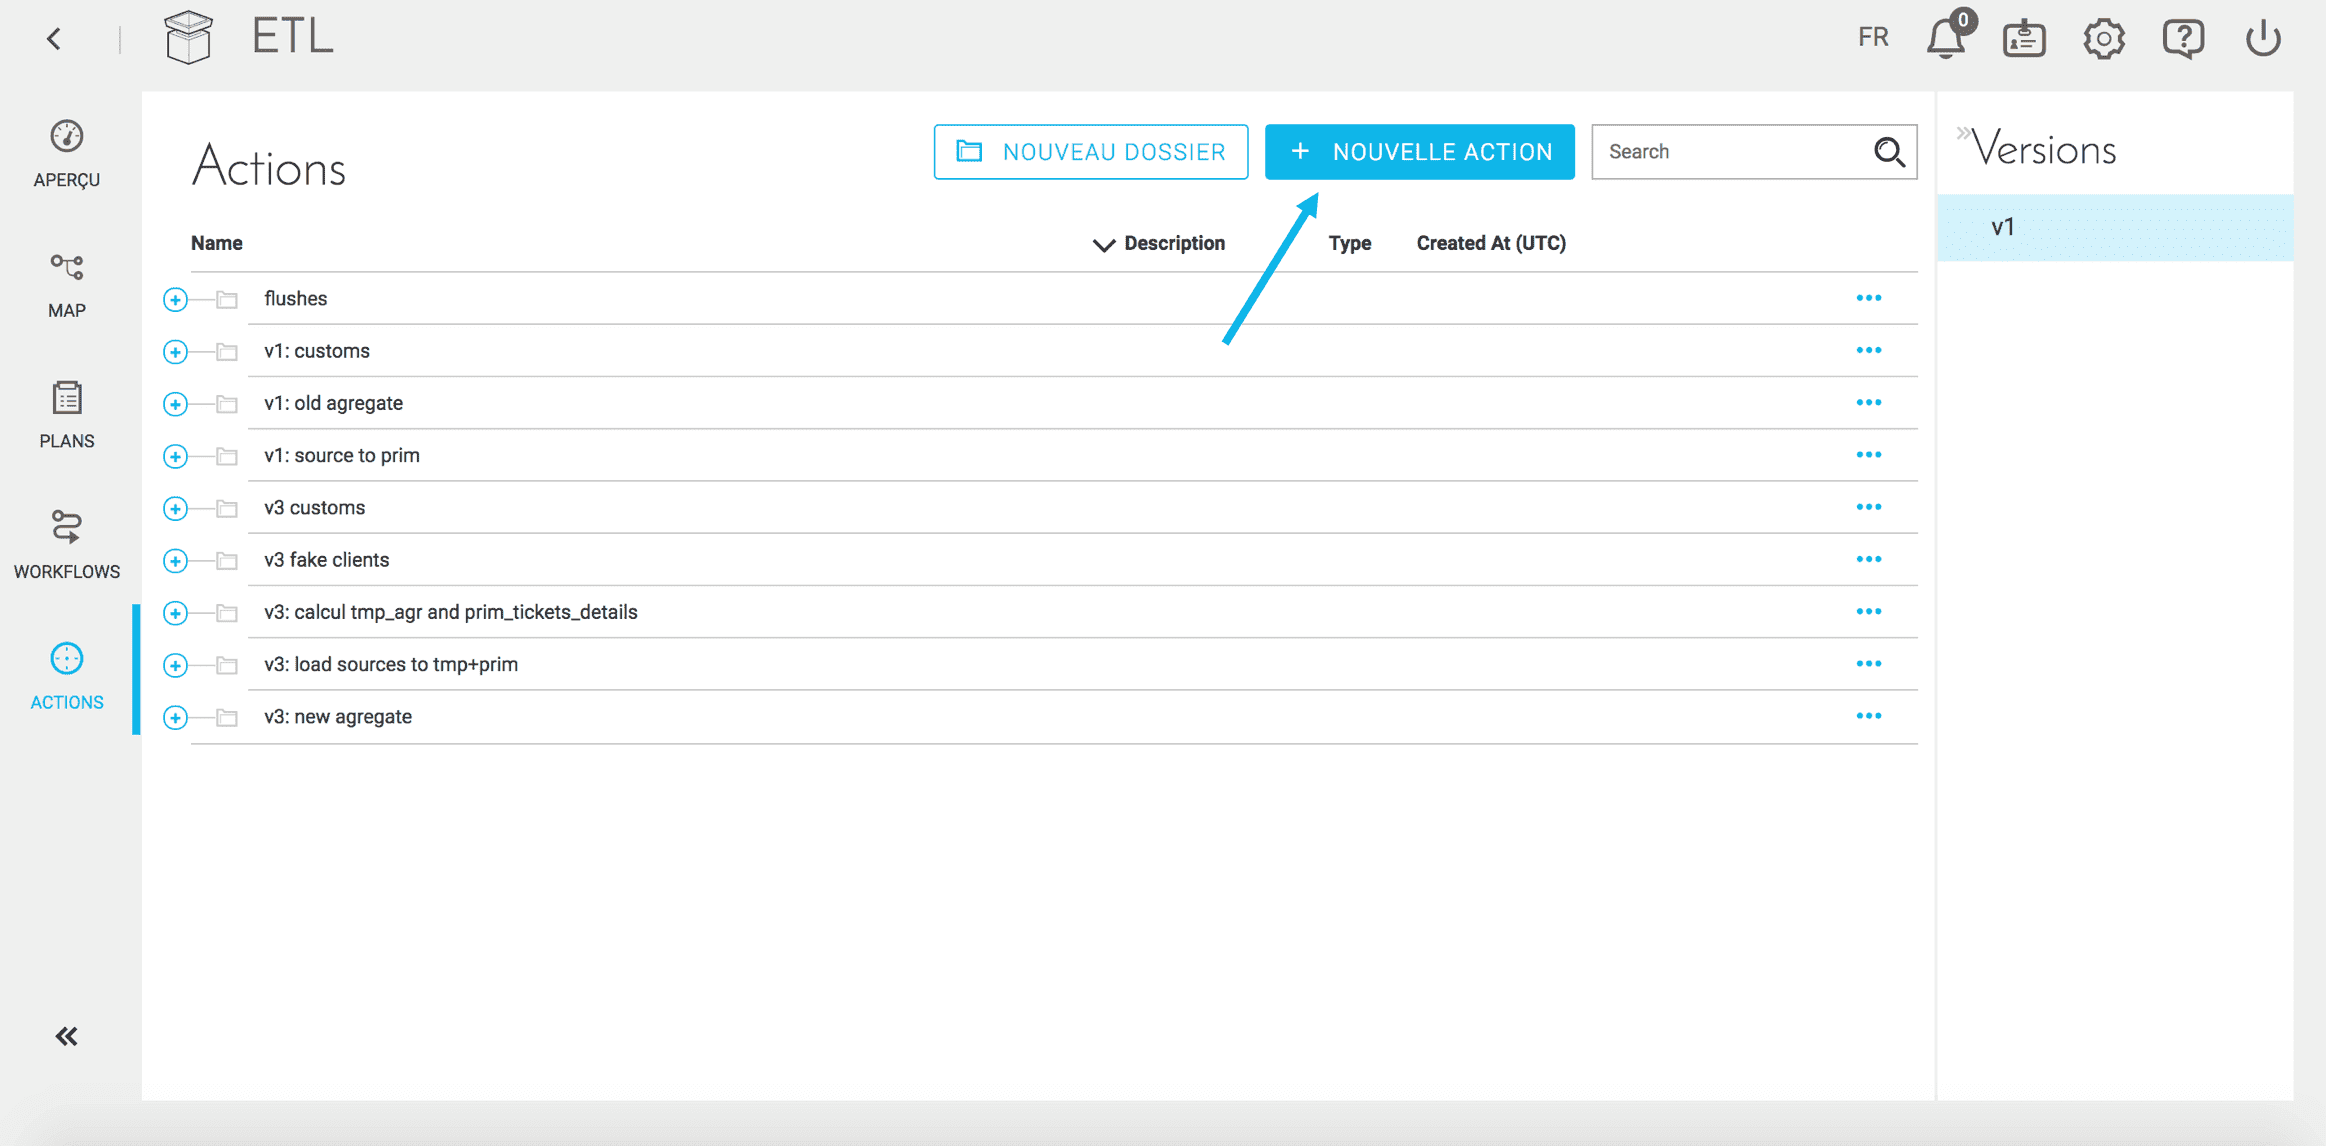 ETL
FR
0
APERÇU
MAP
PLANS
WORKFLOWS
ACTIONS
Actions
NOUVEAU DOSSIER
+ NOUVELLE ACTION
Search
Name
Description
Type
Created At (UTC)
flushes
v1: customs
v1: old agregate
v1: source to prim
v3 customs
v3 fake clients
v3: calcul tmp_agr and prim_tickets_details
v3: load sources to tmp+prim
v3: new agregate
Versions
v1